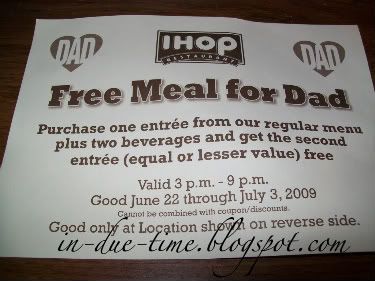 DAD
IHOP
RESTAURANT
DAD
Free Meal for Dad
Purchase one entrée from our regular menu
plus two beverages and get the second
entrée (equal or lesser value) free
Valid 3 p.m. - 9 p.m.
Good June 22 through July 3, 2009
Cannot be combined with coupon/discounts.
Good only at Location shown on reverse side.
in-due-time.blogspot.com